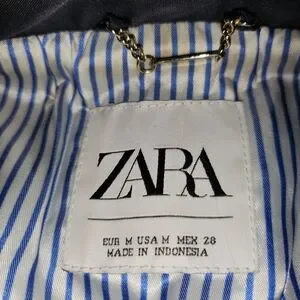 ZARA
EUR M USA M MEX 28
MADE IN INDONESIA